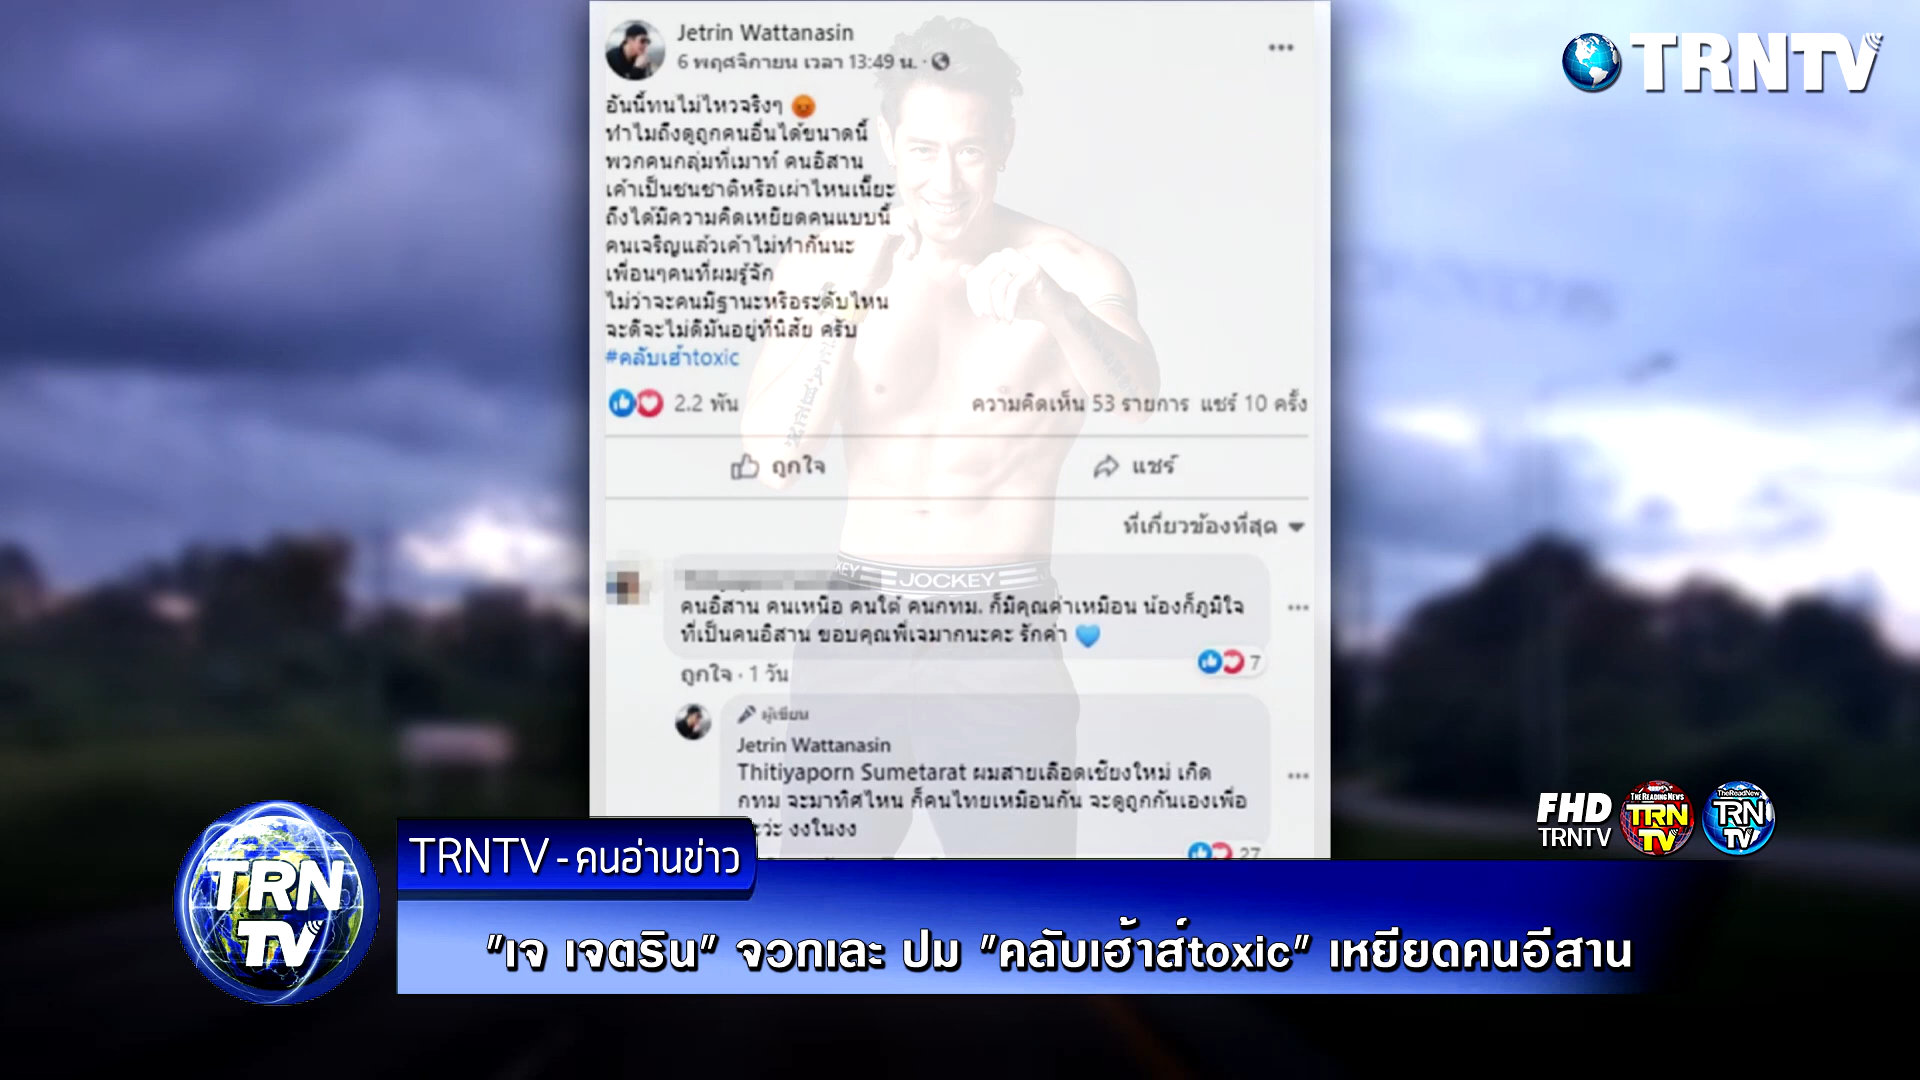 Jetrin Wattanasin
6 พฤศจิกายน เวลา 13:49 น. ·
TRNTV
อันนี้ทนไม่ไหวจริงๆ 😡
ทำไมถึงดูถูกคนอื่นได้ขนาดนี้
พวกคนกลุ่มที่เมาท์ คนอีสาน
เค้าเป็นชนชาติหรือเผ่าไหนเนี๊ยะ
ถึงได้มีความคิดเหยียดคนแบบนี้
คนเจริญแล้วเค้าไม่ทำกันนะ
เพื่อนๆคนที่ผมรู้จัก
ไม่ว่าจะคนมีฐานะหรือระดับไหน
จะดีจะไม่ดีมันอยู่ที่นิสัย ครับ
#คลับเฮ้าtoxic
2.2 พัน
ความคิดเห็น 53 รายการ แชร์ 10 ครั้ง
ถูกใจ
แชร์
ที่เกี่ยวข้องที่สุด
JOCKEY
คนอีสาน คนเหนือ คนใต้ คนกทม. ก็มีคุณค่าเหมือน น้องก็ภูมิใจ
ที่เป็นคนอีสาน ขอบคุณพี่เจมากนะคะ รักค่า 💙
7
ถูกใจ · 1 วัน
ผู้เขียน
Jetrin Wattanasin
Thitiyaporn Sumetarat ผมสายเลือดเชียงใหม่ เกิด
กทม จะมาทิศไหน ก็คนไทยเหมือนกัน จะดูถูกกันเองเพื่อ
งงในงง
27
FHD
TRNTV
THE READING NEWS
TRN
TV
TheReadNew
TRN
TV
TRN
TV
TRNTV - คนอ่านข่าว
"เจ เจตริน" จวกเละ ปม "คลับเฮ้าส์toxic" เหยียดคนอีสาน